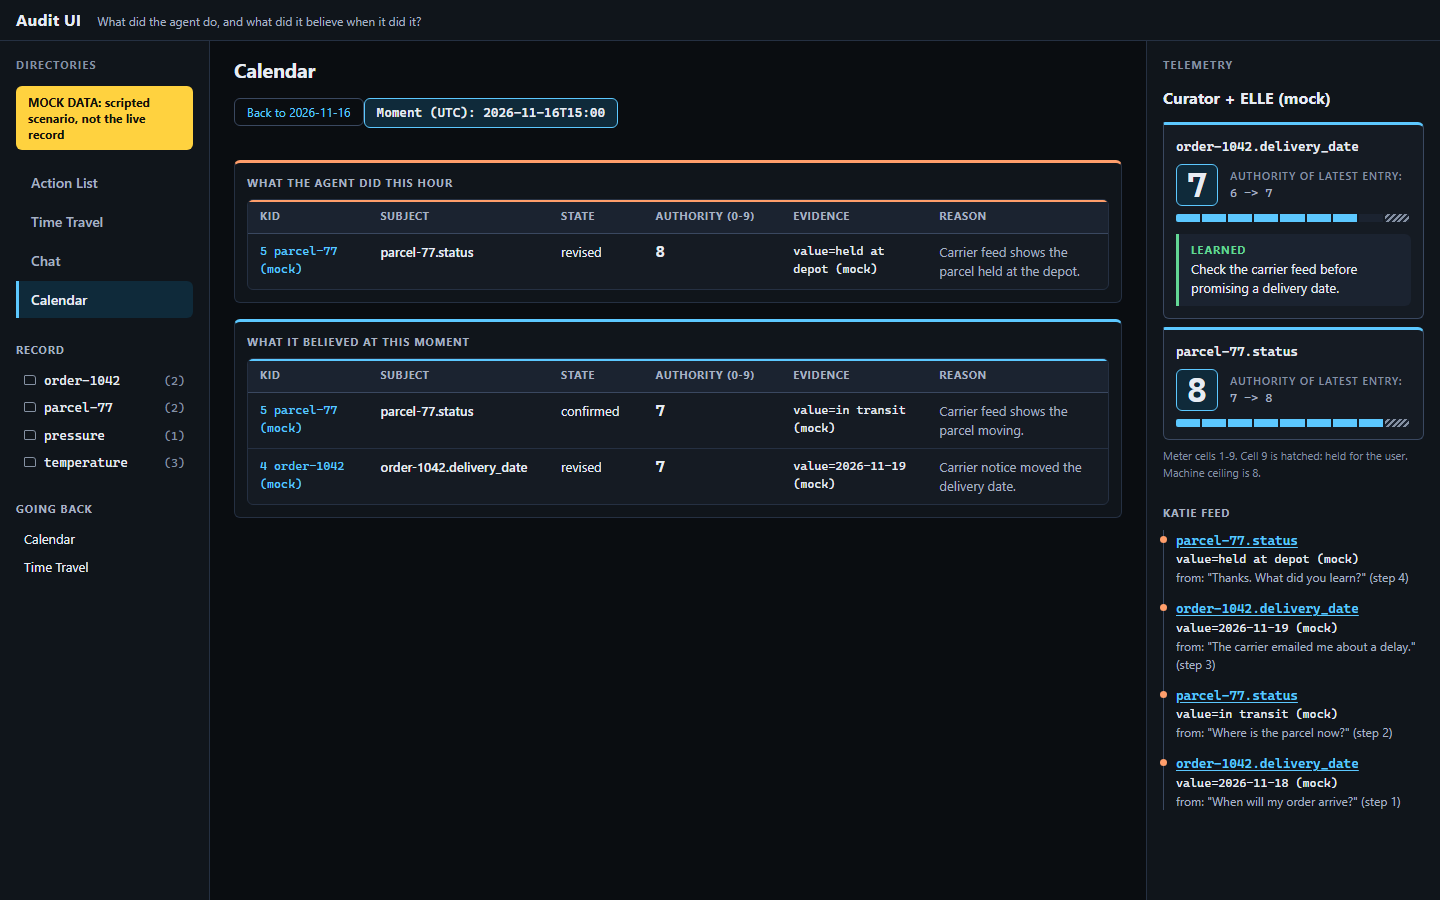 Audit UI What did the agent do, and what did it believe when it did it?
DIRECTORIES
MOCK DATA: scripted
scenario, not the live
record
Action List
Time Travel
Chat
Calendar
RECORD
order-1042 (2)
parcel-77 (2)
pressure (1)
temperature (3)
GOING BACK
Calendar
Time Travel
Calendar
Back to 2026-11-16 Moment (UTC): 2026-11-16T15:00
WHAT THE AGENT DID THIS HOUR
KID SUBJECT STATE AUTHORITY (0-9) EVIDENCE REASON
5 parcel-77 parcel-77.status revised 8 value=held at Carrier feed shows the
(mock) depot (mock) parcel held at the depot.
WHAT IT BELIEVED AT THIS MOMENT
KID SUBJECT STATE AUTHORITY (0-9) EVIDENCE REASON
5 parcel-77 parcel-77.status confirmed 7 value=in transit Carrier feed shows the
(mock) (mock) parcel moving.
4 order-1042 order-1042.delivery_date revised 7 value=2026-11-19 Carrier notice moved the
(mock) (mock) delivery date.
TELEMETRY
Curator + ELLE (mock)
order-1042.delivery_date
7 AUTHORITY OF LATEST ENTRY:
6 -> 7
LEARNED
Check the carrier feed before
promising a delivery date.
parcel-77.status
8 AUTHORITY OF LATEST ENTRY:
7 -> 8
Meter cells 1-9. Cell 9 is hatched: held for the user.
Machine ceiling is 8.
KATIE FEED
parcel-77.status
value=held at depot (mock)
from: "Thanks. What did you learn?" (step 4)
order-1042.delivery_date
value=2026-11-19 (mock)
from: "The carrier emailed me about a delay."
(step 3)
parcel-77.status
value=in transit (mock)
from: "Where is the parcel now?" (step 2)
order-1042.delivery_date
value=2026-11-18 (mock)
from: "When will my order arrive?" (step 1)